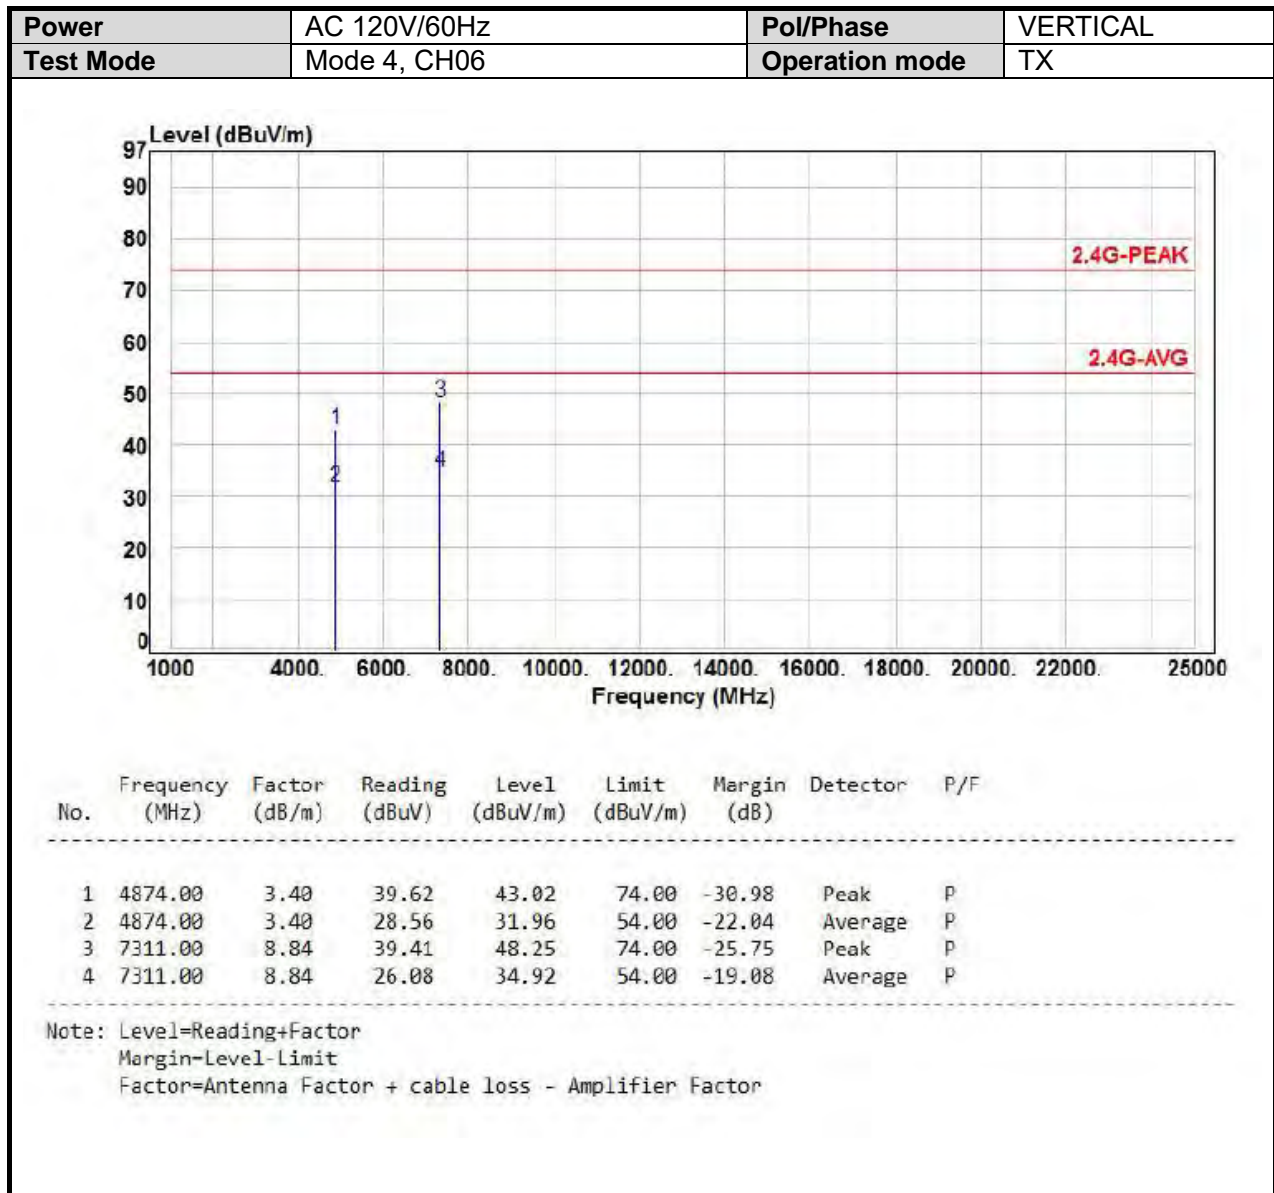 Power AC 120V/60Hz Pol/Phase VERTICAL
Test Mode Mode 4, CH06 Operation mode TX
Level (dBuV/m)
97
90
80
2.4G-PEAK
70
60
2.4G-AVG
50
3
1
40
4
2
30
20
10
0
1000 4000. 6000. 8000. 10000. 12000. 14000. 16000. 18000. 20000. 22000. 25000
Frequency (MHz)
Frequency Factor Reading Level Limit Margin Detector P/F
No. (MHz) (dB/m) (dBuV) (dBuV/m) (dBuV/m) (dB)
1 4874.00 3.40 39.62 43.02 74.00 -30.98 Peak P
2 4874.00 3.40 28.56 31.96 54.00 -22.04 Average P
3 7311.00 8.84 39.41 48.25 74.00 -25.75 Peak P
4 7311.00 8.84 26.08 34.92 54.00 -19.08 Average P
Note: Level=Reading+Factor
Margin=Level-Limit
Factor=Antenna Factor + cable loss - Amplifier Factor